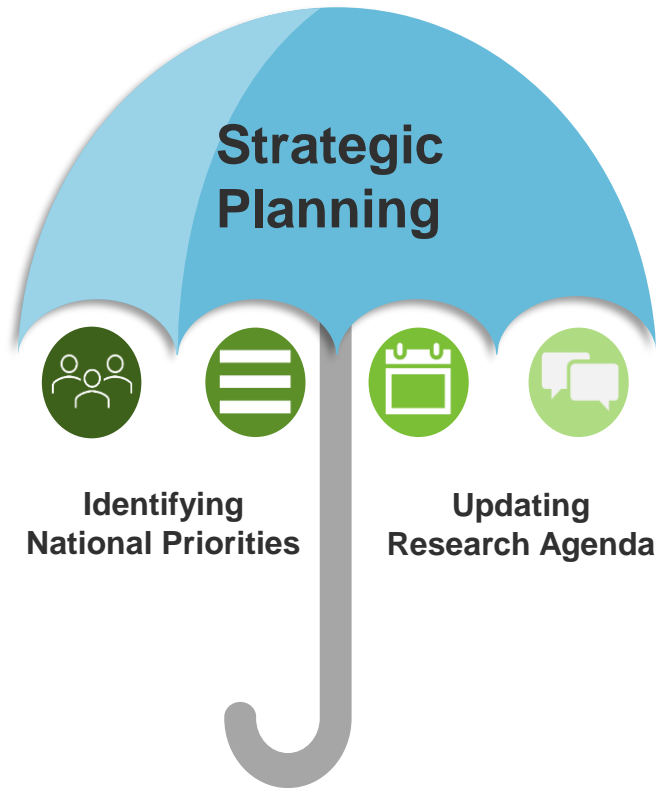 Strategic
Planning
Identifying
National Priorities
Updating
Research Agenda